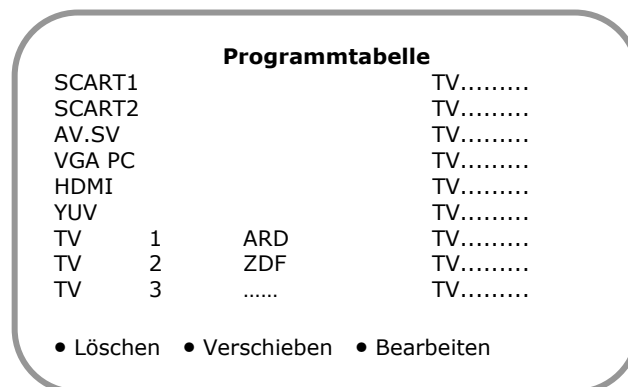 Programmtabelle
SCART1 TV.........
SCART2 TV.........
AV.SV TV.........
VGA PC TV.........
HDMI TV.........
YUV TV.........
TV 1 ARD TV.........
TV 2 ZDF TV.........
TV 3 ...... TV.........
• Löschen • Verschieben • Bearbeiten